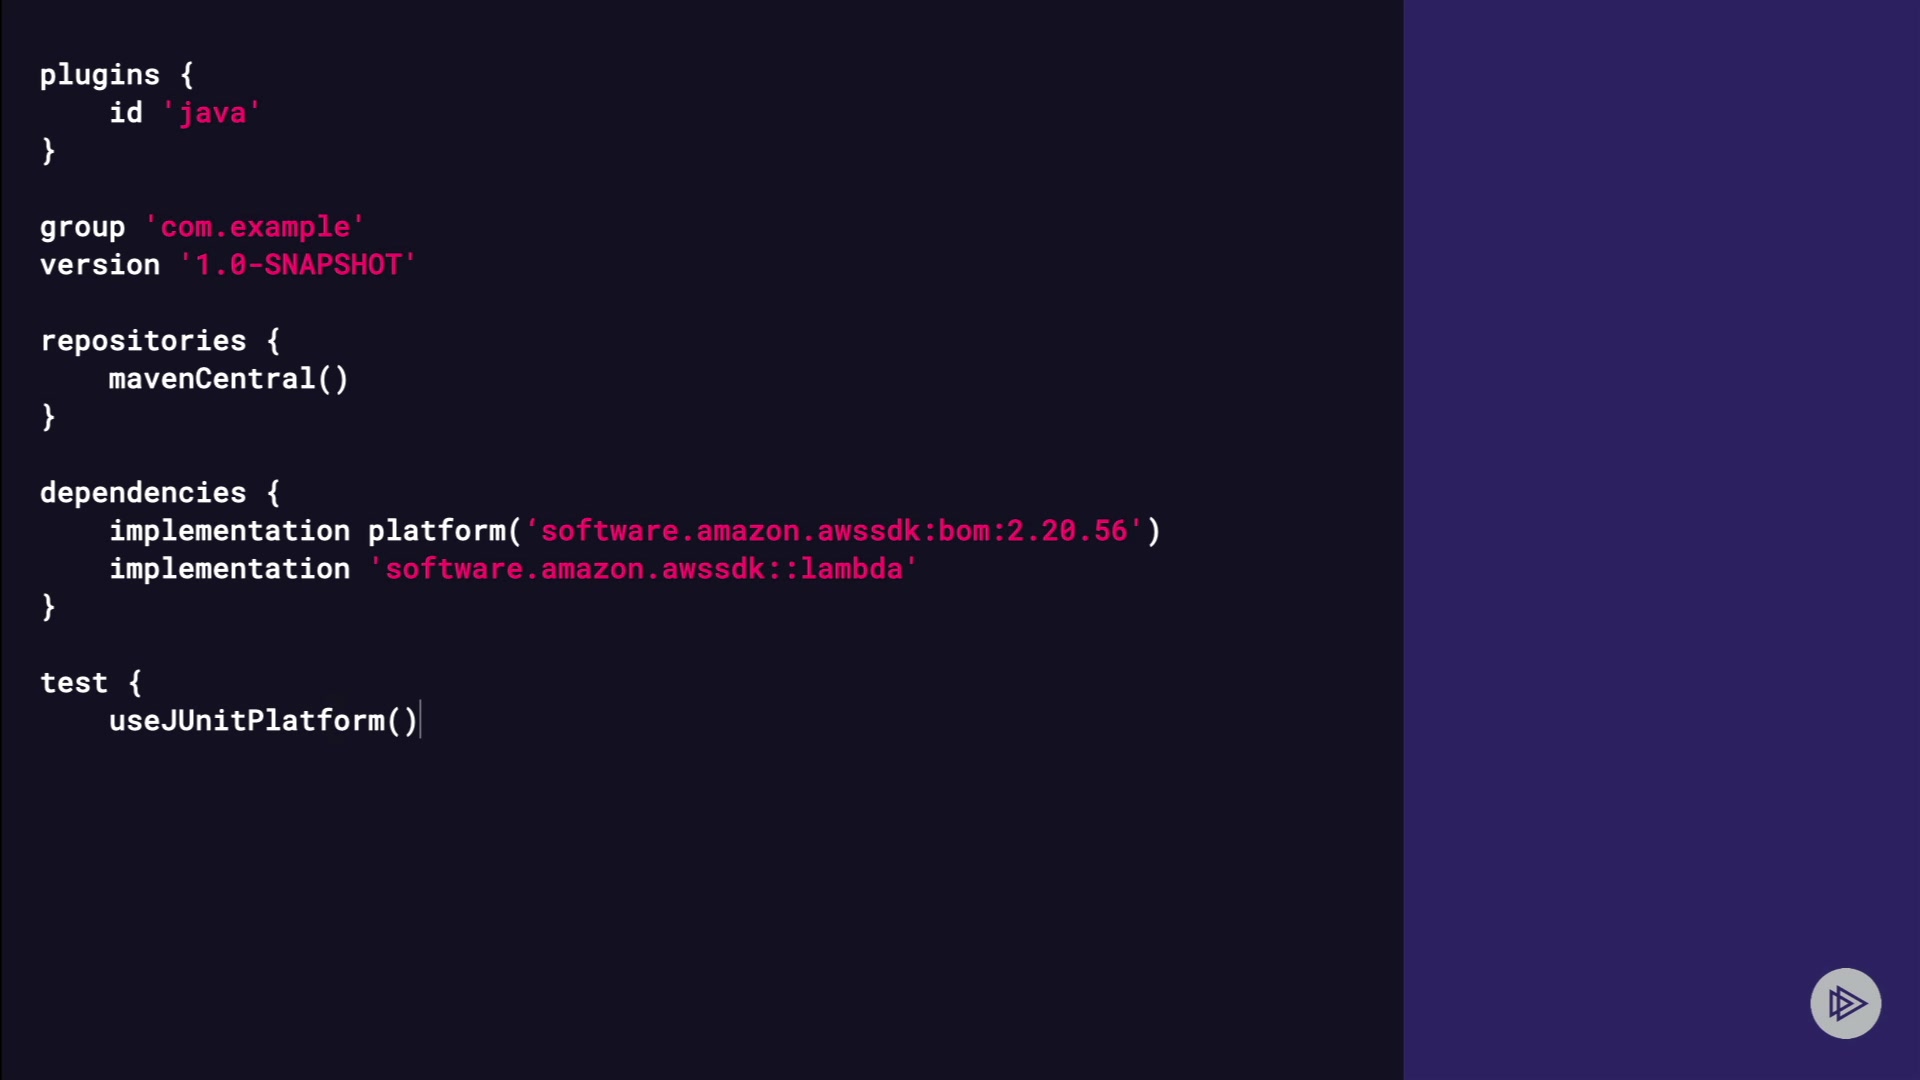 plugins {
    id 'java'
}
group 'com.example'
version '1.0-SNAPSHOT'
repositories {
    mavenCentral()
}
dependencies {
    implementation platform(‘software.amazon.awssdk:bom:2.20.56')
    implementation 'software.amazon.awssdk::lambda'
}
test {
    useJUnitPlatform()